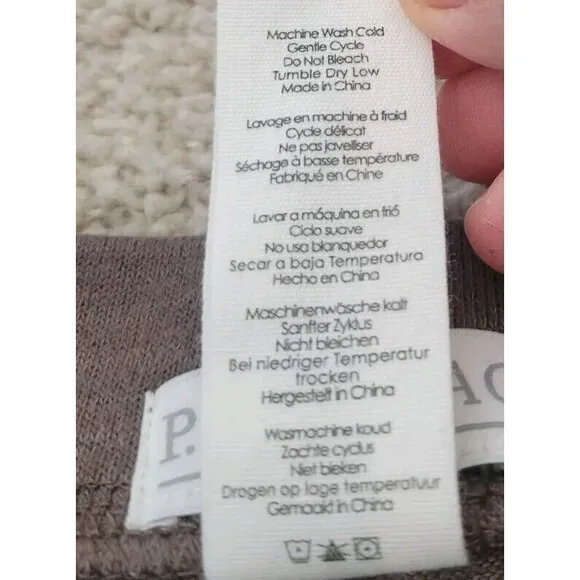 Machine Wash Cold
Gentle Cycle
Do Not Bleach
Tumble Dry Low
Made in China
Lavage en machine à froid
Cycle délicat
Ne pas javelliser
Séchage à basse température
Fabriqué en Chine
Lavar a máquina en frió
Ciclo suave
No usa blanquedor
Secar a baja Temperatura
Hecho en China
Maschinenwäsche kalt
Sanfter Zyklus
Nicht bleichen
Bei niedriger Temperatur
trocken
Hergestelt in China
Wasmachine koud
Zachte cyclus
Niet bleken
Drogen op lage temperatuur
Gemaakt in China
P.
AC